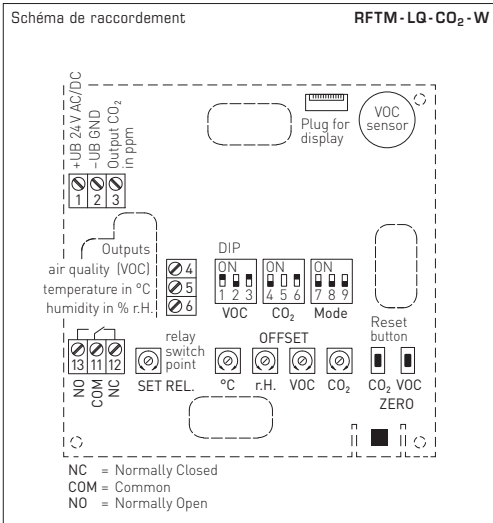 Schéma de raccordement
RFTM-LQ-CO₂-W
+UB 24V AC/DC
–UB GND
Output CO₂
in ppm
1 2 3
Plug for
display
VOC
sensor
Outputs
air quality (VOC)
temperature in °C
humidity in % r.H.
4
5
6
DIP
ON ON ON
1 2 3 4 5 6 7 8 9
VOC CO₂ Mode
13 11 12
NO COM NC
relay
switch
point
SET REL.
OFFSET
°C r.H. VOC CO₂
Reset
button
CO₂ VOC
ZERO
NC = Normally Closed
COM = Common
NO = Normally Open